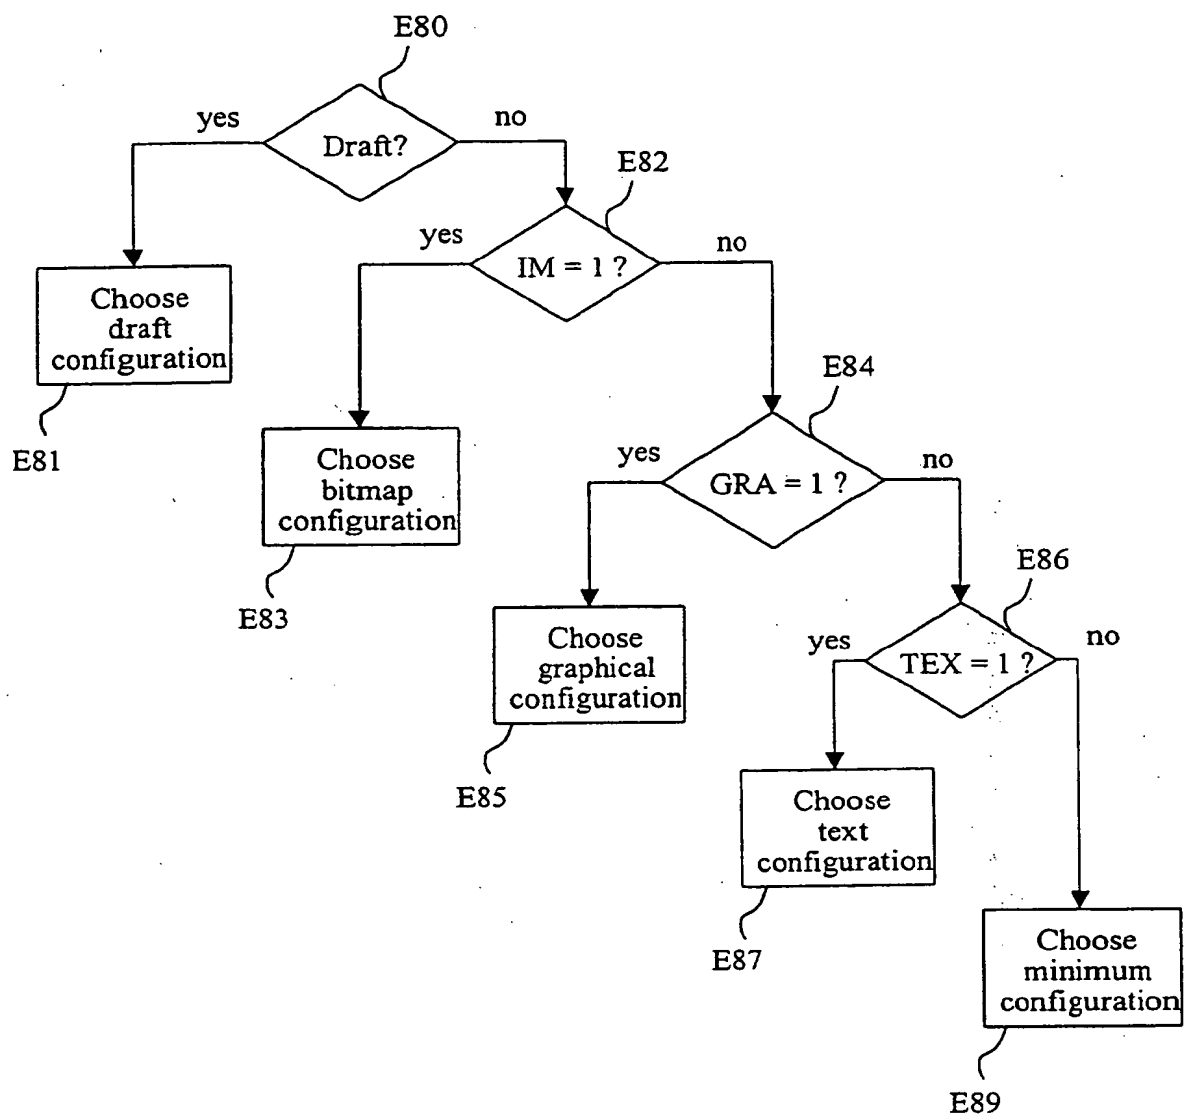 E80
yes
no
Draft?
E82
yes
no
IM = 1 ?
Choose
draft
configuration
E84
E81
yes
no
Choose
bitmap
configuration
GRA = 1 ?
E86
E83
yes
no
Choose
graphical
configuration
TEX = 1 ?
E85
Choose
text
configuration
E87
Choose
minimum
configuration
E89